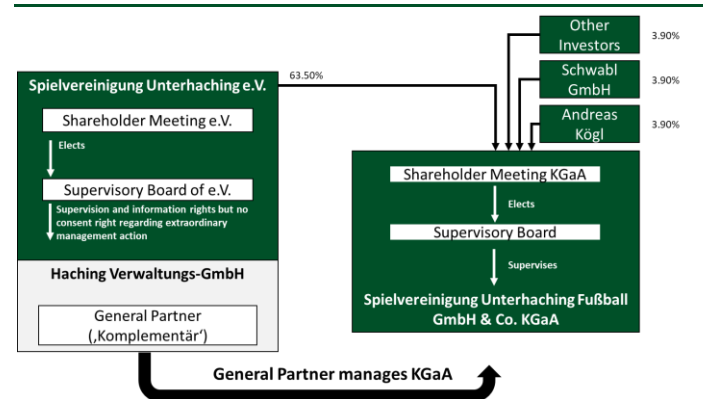 Other
Investors
3.90%
63.50%
Schwabl
GmbH
3.90%
Andreas
Kögl
3.90%
Spielvereinigung Unterhaching e.V.
Shareholder Meeting e.V.
Elects
Supervisory Board of e.V.
Supervision and information rights but no
consent right regarding extraordinary
management action
Haching Verwaltungs-GmbH
General Partner
(‚Komplementär‘)
Shareholder Meeting KGaA
Elects
Supervisory Board
Supervises
Spielvereinigung Unterhaching Fußball
GmbH & Co. KGaA
General Partner manages KGaA